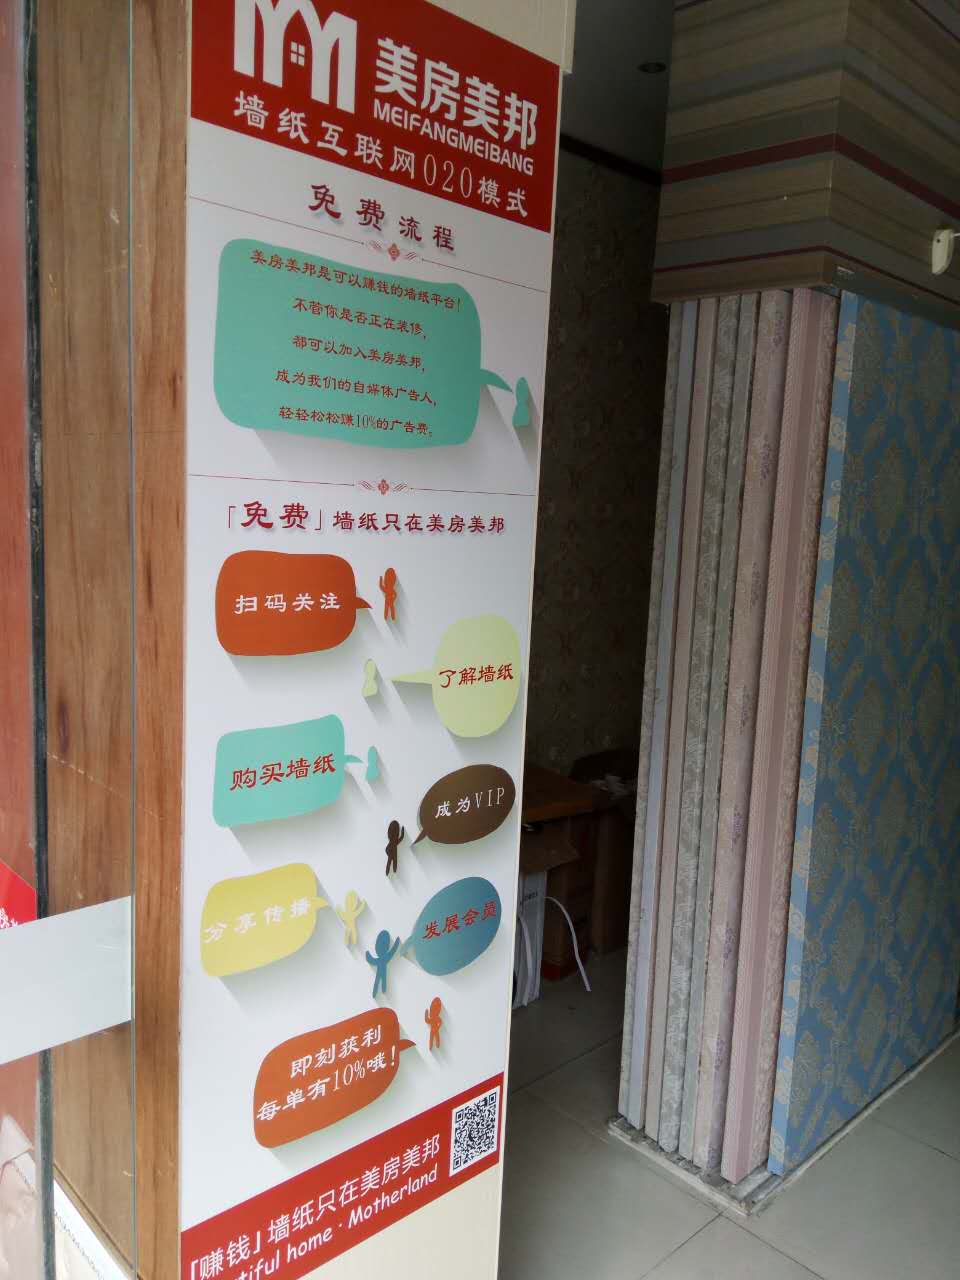 美房美邦
MEIFANGMEIBANG
墙纸互联网O2O模式
免费流程
美房美邦是可以赚钱的墙纸平台！
不管你是否正在装修，
都可以加入美房美邦，
成为我们的自媒体广告人，
轻轻松松赚10%的广告费。
「免费」墙纸只在美房美邦
扫码关注
了解墙纸
购买墙纸
成为VIP
分享传播
发展会员
即刻获利
每单有10%哦！
「赚钱」墙纸只在美房美邦
tiful home · Motherland